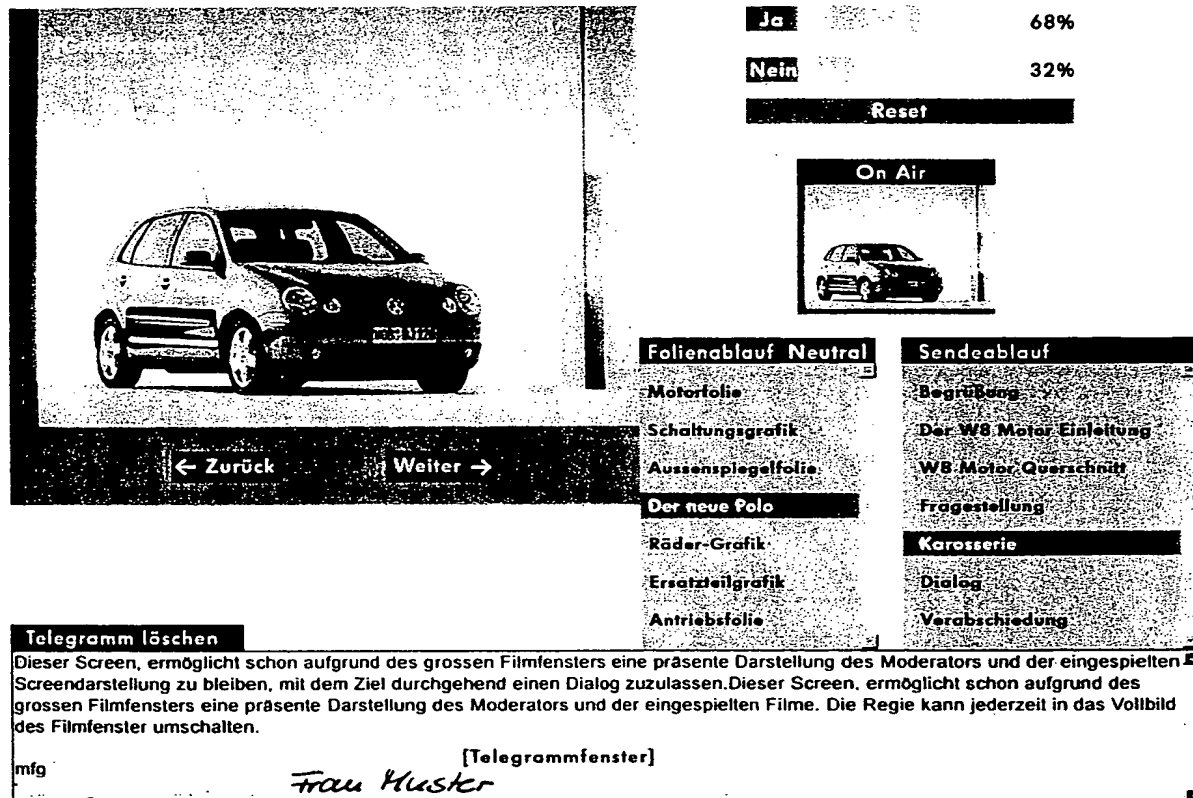 Ja 68%
Nein 32%
Reset
On Air
← Zurück Weiter →
Folienablauf Neutral
Motorfolie
Schaltungsgrafik
Aussenspiegelfolie
Der neue Polo
Räder-Grafik
Ersatzteilgrafik
Antriebsfolie
Sendeablauf
Begrüßung
Der W8 Motor Einleitung
W8 Motor Querschnitt
Fragestellung
Karosserie
Dialog
Verabschiedung
Telegramm löschen
Dieser Screen, ermöglicht schon aufgrund des grossen Filmfensters eine präsente Darstellung des Moderators und der eingespielten
Screendarstellung zu bleiben, mit dem Ziel durchgehend einen Dialog zuzulassen.Dieser Screen, ermöglicht schon aufgrund des
grossen Filmfensters eine präsente Darstellung des Moderators und der eingespielten Filme. Die Regie kann jederzeit in das Vollbild
des Filmfenster umschalten.
[Telegrammfenster]
mfg
Frau Muster